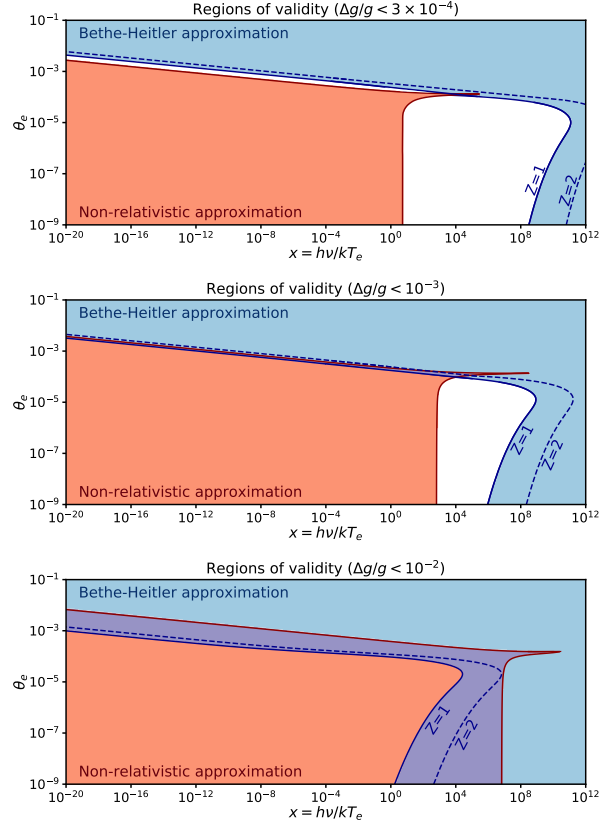 Regions of validity (Δg/g < 3 × 10⁻⁴)
10⁻¹
Bethe-Heitler approximation
10⁻³
θₑ
10⁻⁵
10⁻⁷
Z=1
Z=2
Non-relativistic approximation
10⁻⁹
10⁻²⁰ 10⁻¹⁶ 10⁻¹² 10⁻⁸ 10⁻⁴ 10⁰ 10⁴ 10⁸ 10¹²
x = hν/kTₑ
Regions of validity (Δg/g < 10⁻³)
10⁻¹
Bethe-Heitler approximation
10⁻³
θₑ
10⁻⁵
Z=1
Z=2
10⁻⁷
Non-relativistic approximation
10⁻⁹
10⁻²⁰ 10⁻¹⁶ 10⁻¹² 10⁻⁸ 10⁻⁴ 10⁰ 10⁴ 10⁸ 10¹²
x = hν/kTₑ
Regions of validity (Δg/g < 10⁻²)
10⁻¹
Bethe-Heitler approximation
10⁻³
θₑ
10⁻⁵
Z=1
Z=2
10⁻⁷
Non-relativistic approximation
10⁻⁹
10⁻²⁰ 10⁻¹⁶ 10⁻¹² 10⁻⁸ 10⁻⁴ 10⁰ 10⁴ 10⁸ 10¹²
x = hν/kTₑ